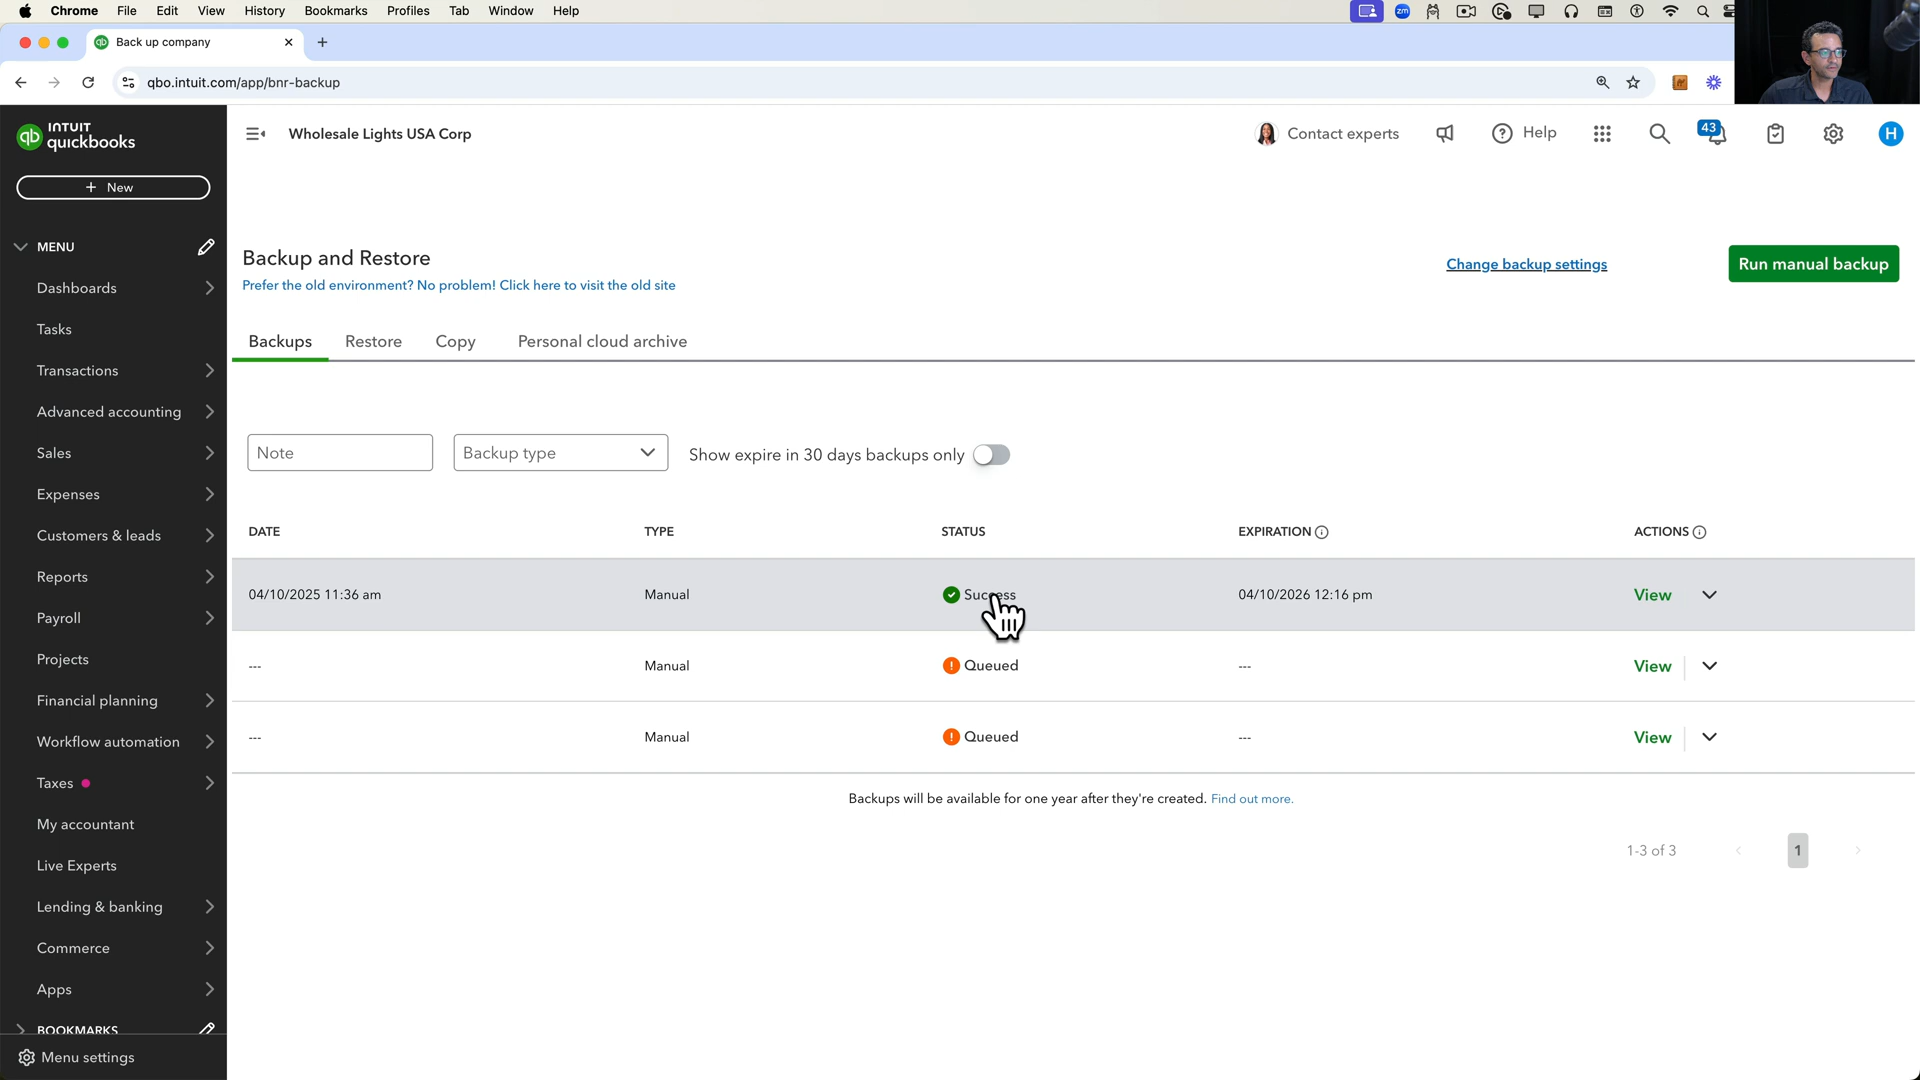 Chrome File Edit View History Bookmarks Profiles Tab Window Help
zm
qb Back up company
qbo.intuit.com/app/bnr-backup
qb INTUIT quickbooks
Wholesale Lights USA Corp
Contact experts
Help
43
H
+ New
MENU
Dashboards
Tasks
Transactions
Advanced accounting
Sales
Expenses
Customers & leads
Reports
Payroll
Projects
Financial planning
Workflow automation
Taxes
My accountant
Live Experts
Lending & banking
Commerce
Apps
BOOKMARKS
Menu settings
Backup and Restore
Prefer the old environment? No problem! Click here to visit the old site
Change backup settings
Run manual backup
Backups Restore Copy Personal cloud archive
Note
Backup type
Show expire in 30 days backups only
DATE TYPE STATUS EXPIRATION ACTIONS
04/10/2025 11:36 am Manual Success 04/10/2026 12:16 pm View
--- Manual Queued --- View
--- Manual Queued --- View
Backups will be available for one year after they're created. Find out more.
1-3 of 3 < 1 >